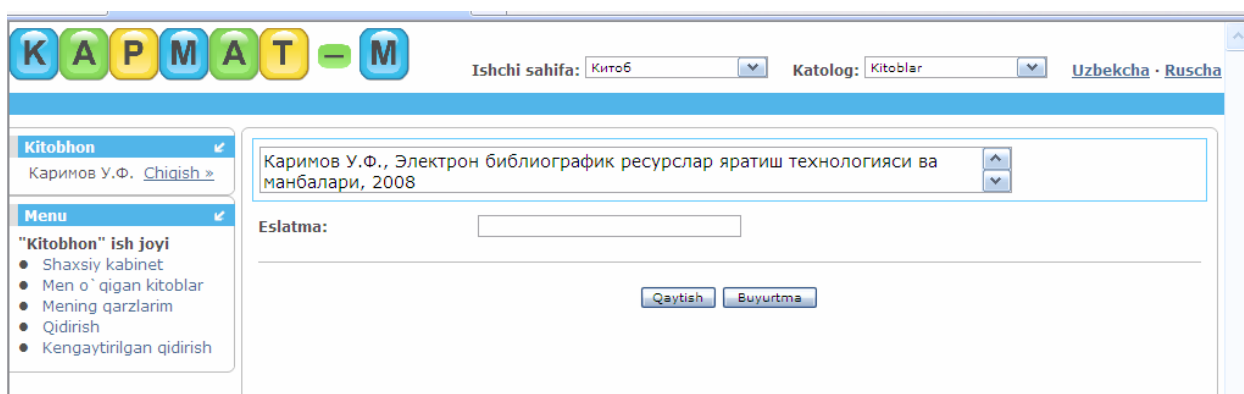 КАРМАТ-М
Ishchi sahifa: Китоб Katolog: Kitoblar Uzbekcha · Ruscha
Kitobhon
Каримов У.Ф. Chiqish »
Каримов У.Ф., Электрон библиографик ресурслар яратиш технологияси ва
манбалари, 2008
Menu
"Kitobhon" ish joyi
Shaxsiy kabinet
Men o`qigan kitoblar
Mening qarzlarim
Qidirish
Kengaytirilgan qidirish
Eslatma:
Qaytish Buyurtma